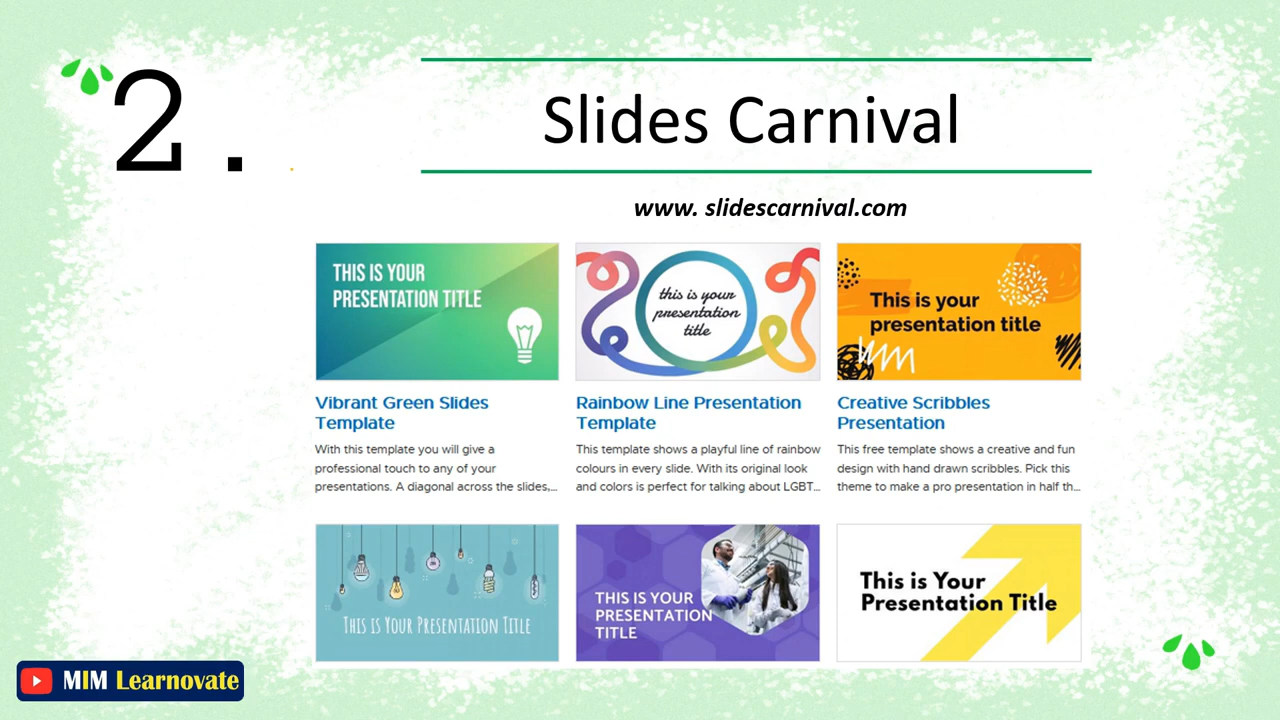 2.
Slides Carnival
www. slidescarnival.com
THIS IS YOUR
PRESENTATION TITLE
this is your
presentation
title
This is your
presentation title
Vibrant Green Slides
Template
With this template you will give a
professional touch to any of your
presentations. A diagonal across the slides,...
Rainbow Line Presentation
Template
This template shows a playful line of rainbow
colours in every slide. With its original look
and colors is perfect for talking about LGBT...
Creative Scribbles
Presentation
This free template shows a creative and fun
design with hand drawn scribbles. Pick this
theme to make a pro presentation in half th...
THIS IS YOUR PRESENTATION TITLE
THIS IS YOUR
PRESENTATION
TITLE
This is Your
Presentation Title
MIM Learnovate